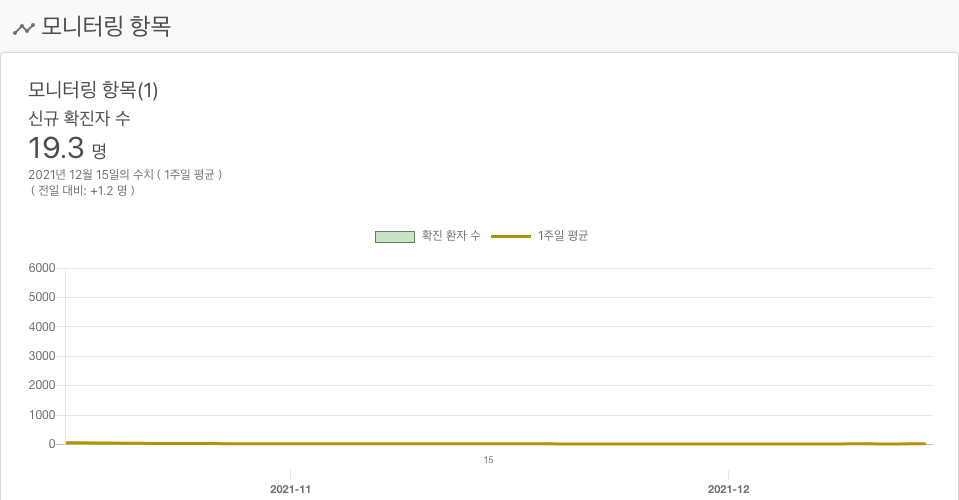 모니터링 항목
모니터링 항목(1)
신규 확진자 수
19.3 명
2021년 12월 15일의 수치 ( 1주일 평균 )
( 전일 대비: +1.2 명 )
확진 환자 수 1주일 평균
6000
5000
4000
3000
2000
1000
0
15
2021-11 2021-12